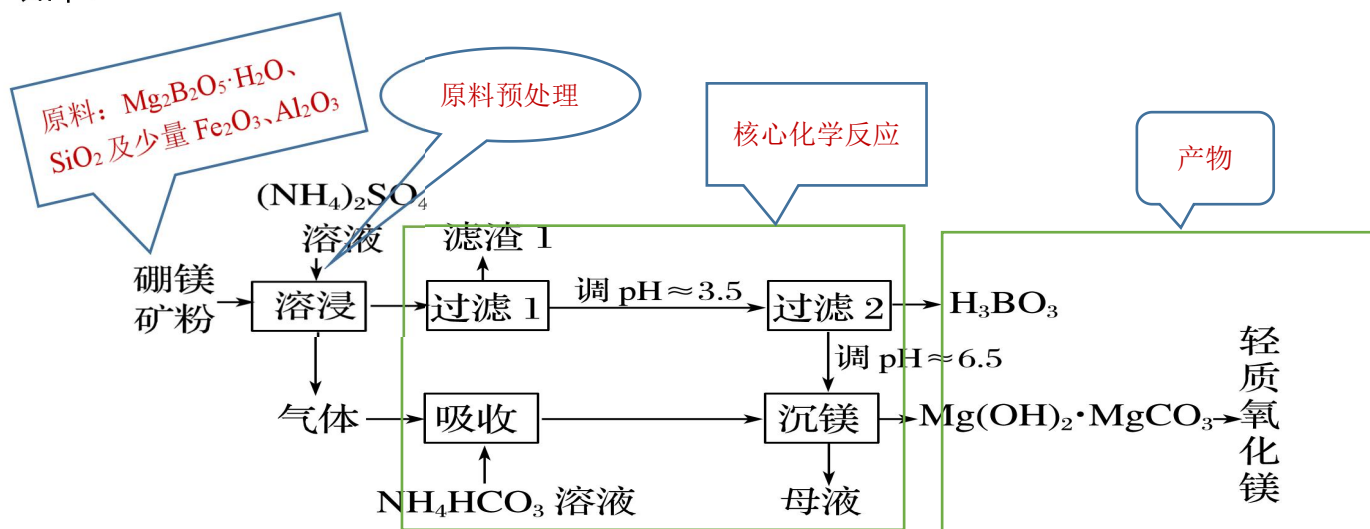 原料：Mg₂B₂O₅·H₂O、
SiO₂ 及少量 Fe₂O₃、Al₂O₃
原料预处理
核心化学反应
产物
(NH₄)₂SO₄
溶液
滤渣 1
硼镁
矿粉
溶浸
过滤 1
调 pH≈3.5
过滤 2
H₃BO₃
调 pH≈6.5
气体
吸收
沉镁
Mg(OH)₂·MgCO₃
轻质氧化镁
NH₄HCO₃ 溶液
母液